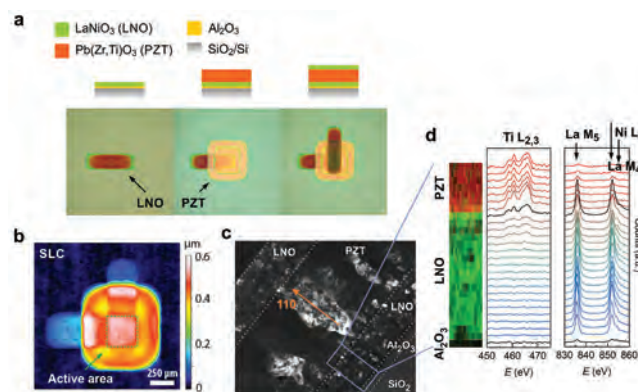 a
LaNiO₃ (LNO)
Al₂O₃
Pb(Zr,Ti)O₃ (PZT)
SiO₂/Si
LNO
PZT
b
SLC
µm
0.6
0.4
0.2
0
Active area
250 µm
c
LNO
PZT
110
LNO
Al₂O₃
SiO₂
d
Ti L₂,₃
La M₅
Ni L
La M₄
PZT
LNO
Al₂O₃
450 460 470
830 840 650 860
E (eV)
E (eV)